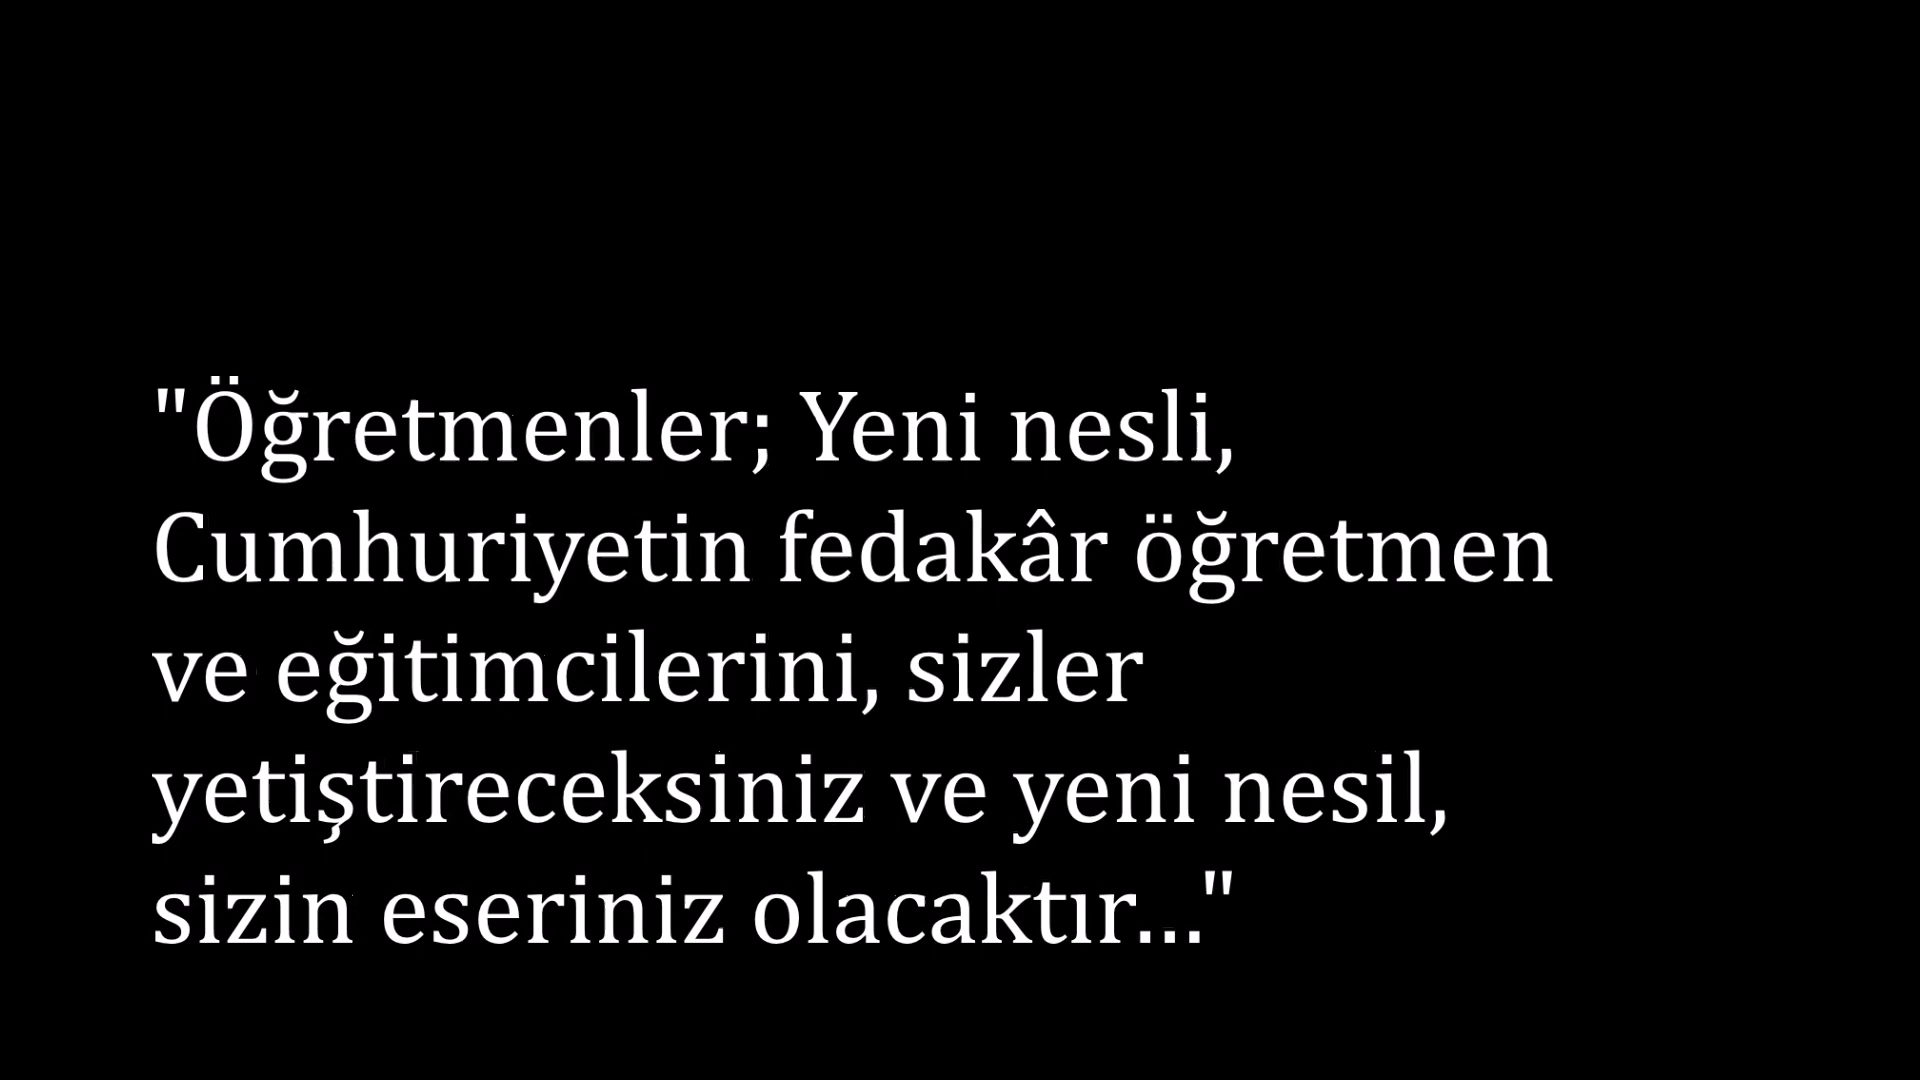 "Öğretmenler; Yeni nesli,
Cumhuriyetin fedakâr öğretmen
ve eğitimcilerini, sizler
yetiştireceksiniz ve yeni nesil,
sizin eseriniz olacaktır..."